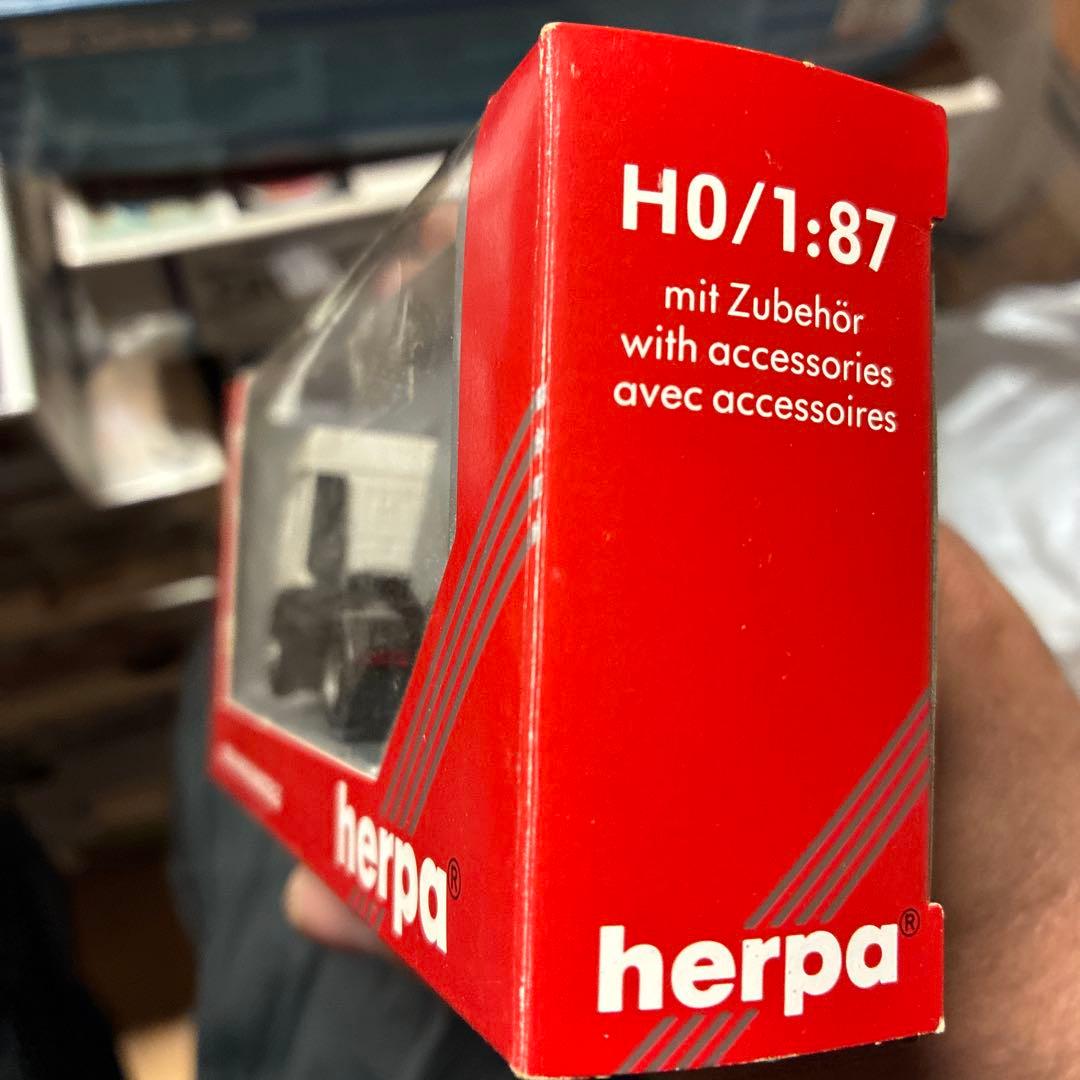 H0/1:87
mit Zubehör
with accessories
avec accessoires
herpa®
herpa®